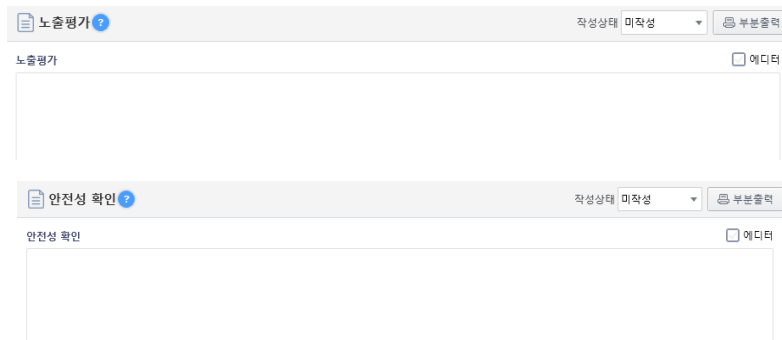 노출평가 ? 작성상태 미작성 부분출력
노출평가 에디터
안전성 확인 ? 작성상태 미작성 부분출력
안전성 확인 에디터